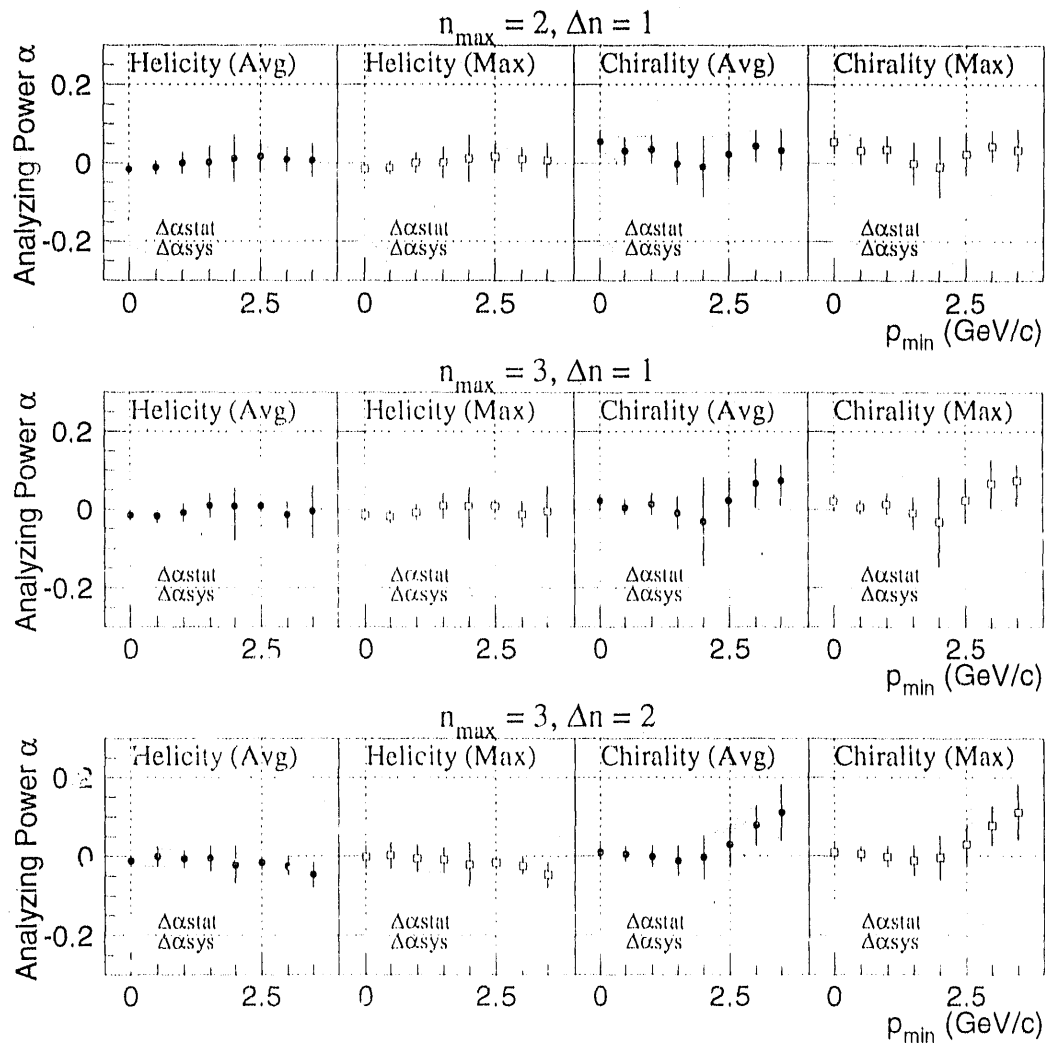 n_max = 2, Δn = 1
Helicity (Avg) Helicity (Max) Chirality (Avg) Chirality (Max)
Analyzing Power α
0.2
0
-0.2
Δαstat Δαstat Δαstat Δαstat
Δαsys Δαsys Δαsys Δαsys
0 2.5 0 2.5 0 2.5 0 2.5
p_min (GeV/c)
n_max = 3, Δn = 1
Helicity (Avg) Helicity (Max) Chirality (Avg) Chirality (Max)
Analyzing Power α
0.2
0
-0.2
Δαstat Δαstat Δαstat Δαstat
Δαsys Δαsys Δαsys Δαsys
0 2.5 0 2.5 0 2.5 0 2.5
p_min (GeV/c)
n_max = 3, Δn = 2
Helicity (Avg) Helicity (Max) Chirality (Avg) Chirality (Max)
Analyzing Power α
0.2
0
-0.2
Δαstat Δαstat Δαstat Δαstat
Δαsys Δαsys Δαsys Δαsys
0 2.5 0 2.5 0 2.5 0 2.5
p_min (GeV/c)